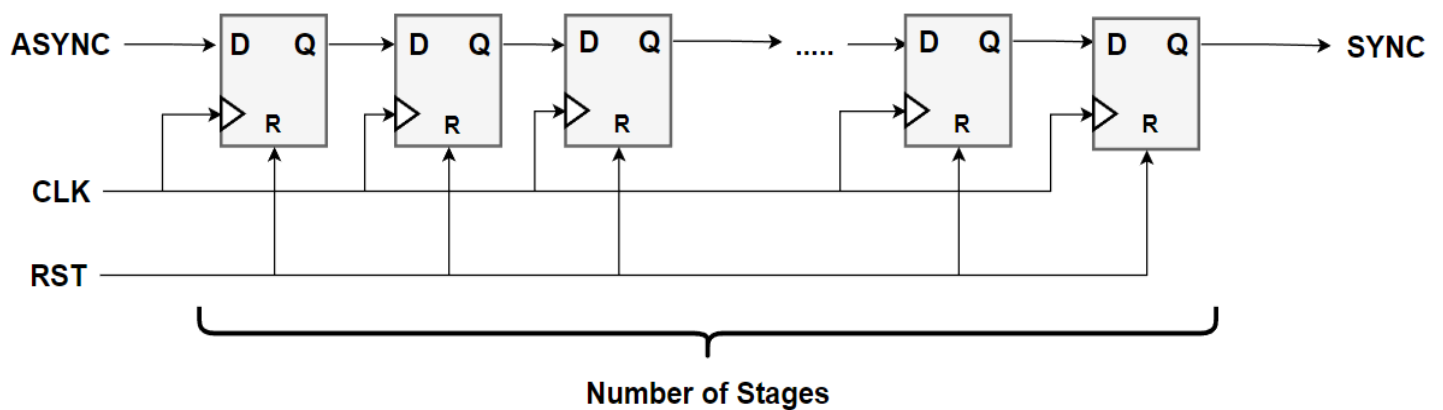 ASYNC D Q D Q D Q ..... D Q D Q SYNC
R R R R R
CLK
RST
Number of Stages